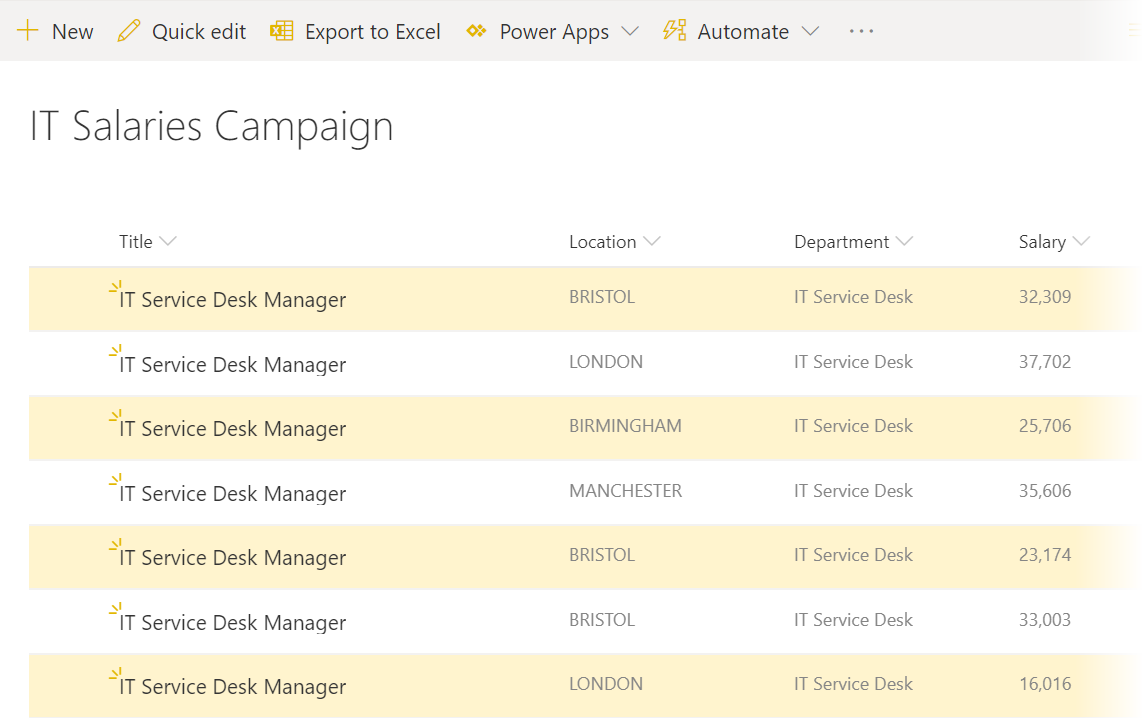 New Quick edit Export to Excel Power Apps Automate ...
IT Salaries Campaign
Title Location Department Salary
IT Service Desk Manager BRISTOL IT Service Desk 32,309
IT Service Desk Manager LONDON IT Service Desk 37,702
IT Service Desk Manager BIRMINGHAM IT Service Desk 25,706
IT Service Desk Manager MANCHESTER IT Service Desk 35,606
IT Service Desk Manager BRISTOL IT Service Desk 23,174
IT Service Desk Manager BRISTOL IT Service Desk 33,003
IT Service Desk Manager LONDON IT Service Desk 16,016